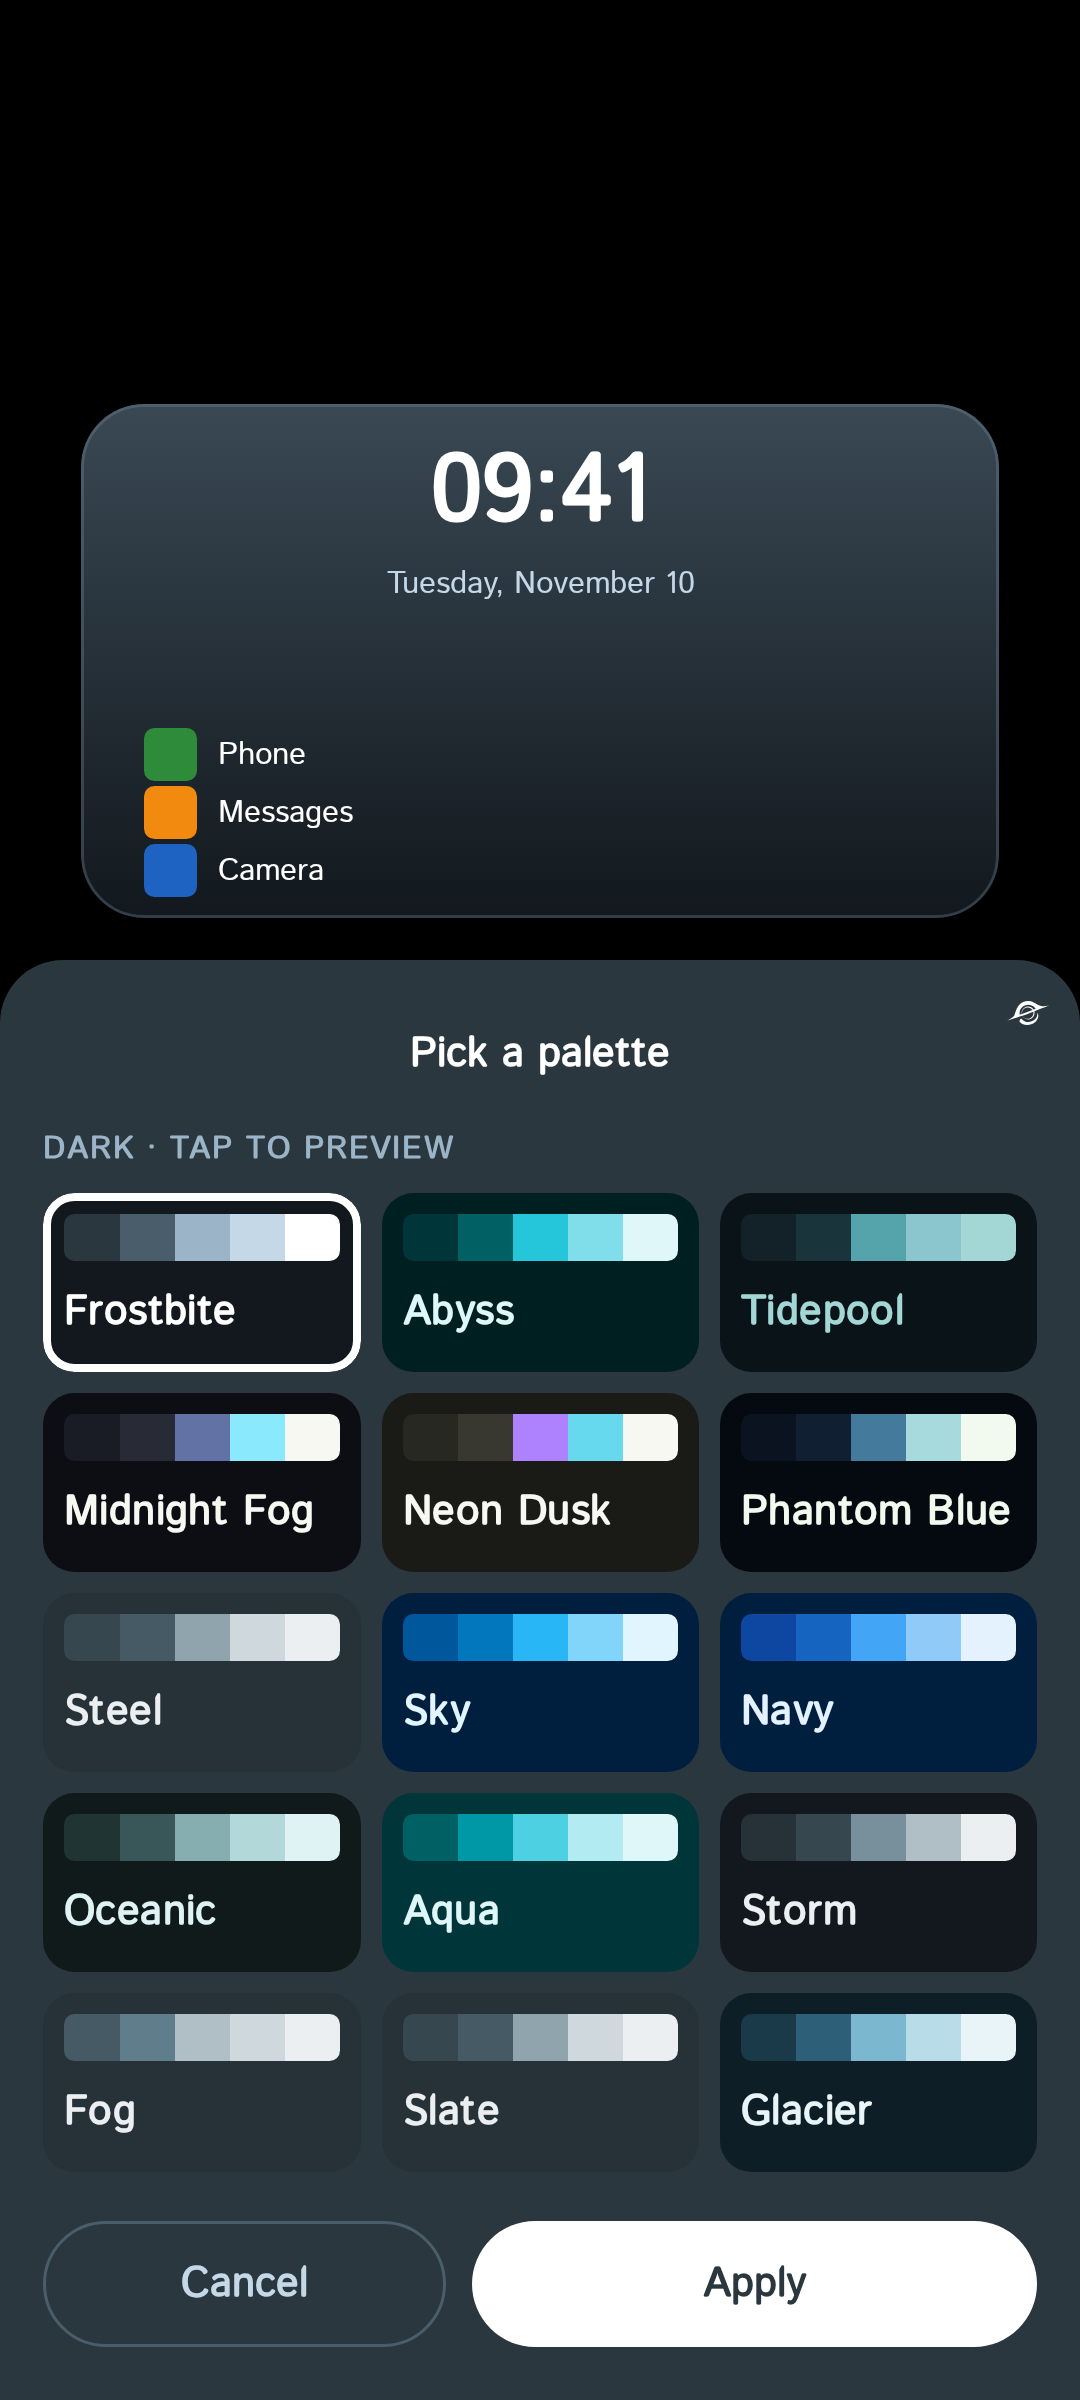 09:41
Tuesday, November 10
Phone
Messages
Camera
Pick a palette
DARK · TAP TO PREVIEW
Frostbite
Abyss
Tidepool
Midnight Fog
Neon Dusk
Phantom Blue
Steel
Sky
Navy
Oceanic
Aqua
Storm
Fog
Slate
Glacier
Cancel
Apply